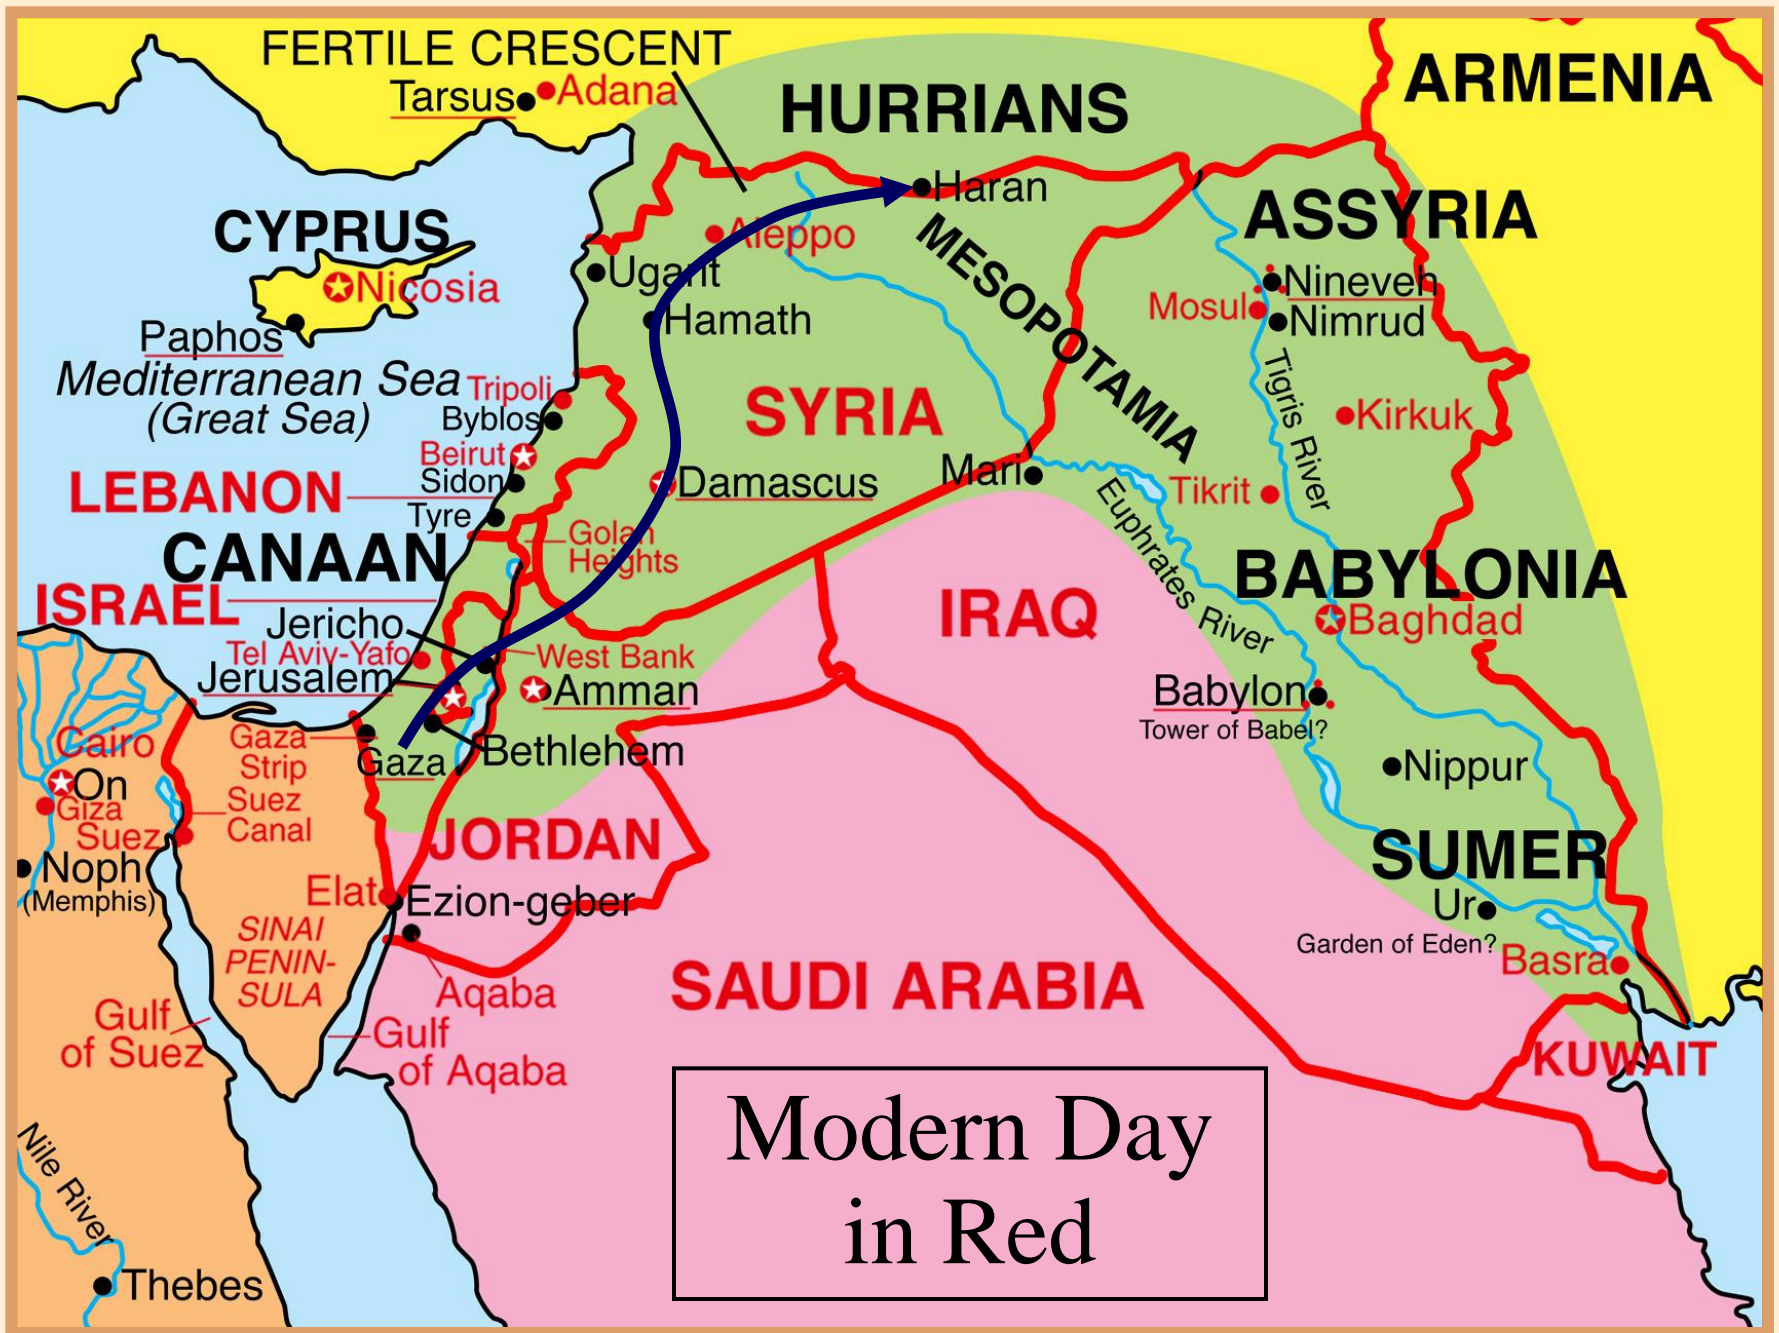 FERTILE CRESCENT
Tarsus
Adana
HURRIANS
ARMENIA
Haran
ASSYRIA
CYPRUS
Aleppo
MESOPOTAMIA
Nicosia
Ugarit
Nineveh
Mosul
Nimrud
Paphos
Hamath
Mediterranean Sea
(Great Sea)
Tripoli
Byblos
SYRIA
Tigris River
Kirkuk
Beirut
Sidon
LEBANON
Damascus
Mari
Tikrit
Tyre
Euphrates River
CANAAN
Golan
Heights
BABYLONIA
ISRAEL
Jericho
IRAQ
Baghdad
Tel Aviv-Yafo
West Bank
Jerusalem
Amman
Babylon
Tower of Babel?
Cairo
Gaza
Strip
Gaza
Bethlehem
Nippur
On
Giza
Suez
Suez
Canal
JORDAN
SUMER
Noph
(Memphis)
Elat
Ezion-geber
Ur
Garden of Eden?
Basra
SINAI
PENIN-
SULA
SAUDI ARABIA
Aqaba
Gulf
of Suez
Gulf
of Aqaba
KUWAIT
Modern Day
in Red
Nile River
Thebes